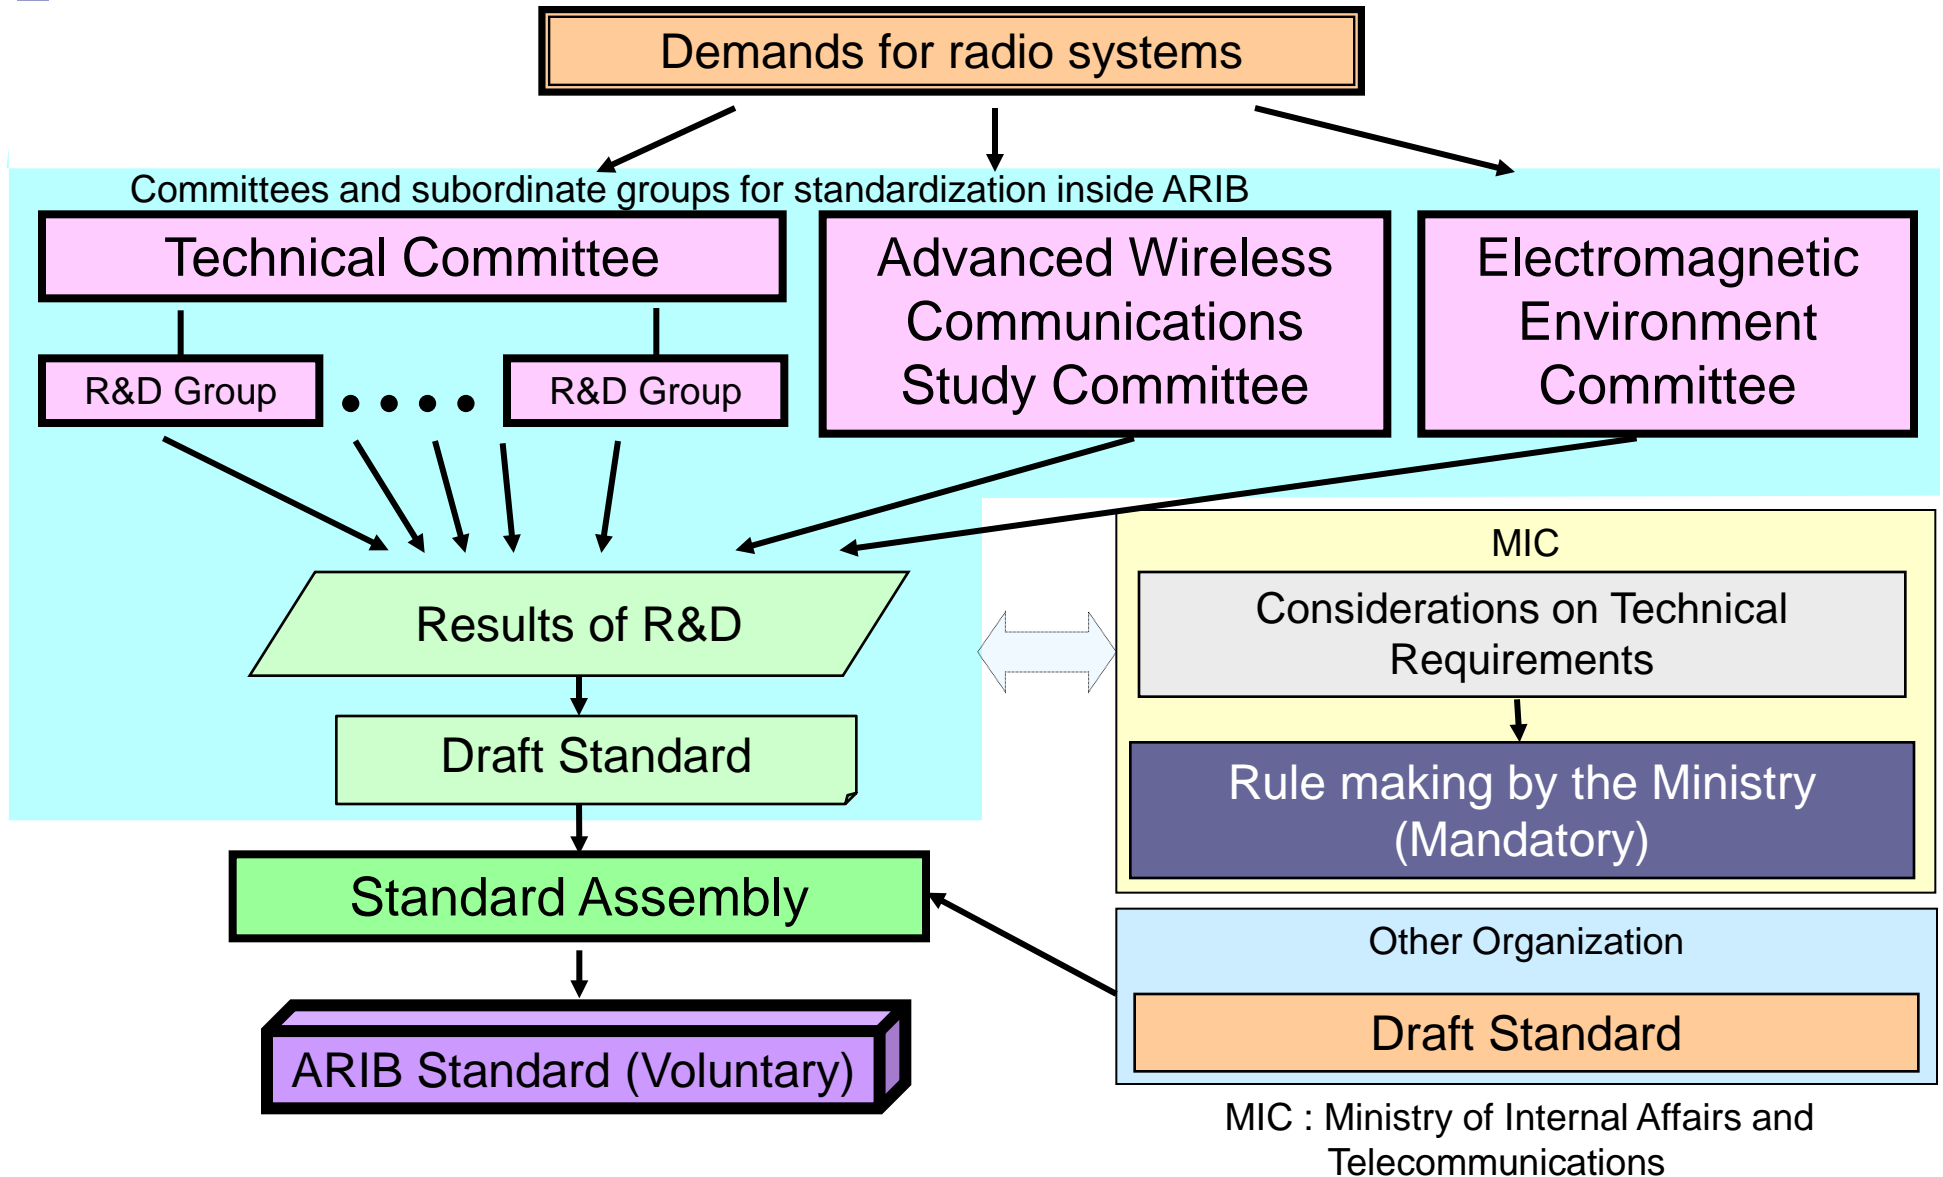 Demands for radio systems
Committees and subordinate groups for standardization inside ARIB
Technical Committee
R&D Group
R&D Group
Advanced Wireless
Communications
Study Committee
Electromagnetic
Environment
Committee
Results of R&D
Draft Standard
Standard Assembly
ARIB Standard (Voluntary)
MIC
Considerations on Technical
Requirements
Rule making by the Ministry
(Mandatory)
Other Organization
Draft Standard
MIC : Ministry of Internal Affairs and
Telecommunications